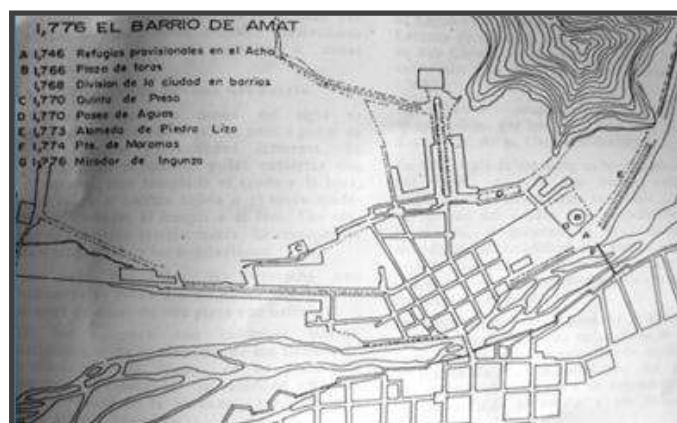 1,776 EL BARRIO DE AMAT
A 1,746 Refugios provisionales en el Acho
B 1,766 Plaza de toros
1,768 Division de la ciudad en barrios
C 1,770 Quinta de Presa
D 1,770 Paseo de Aguas
E 1,773 Alameda de Piedra Liza
F 1,774 Pte. de Maromas
G 1,776 Mirador de Ingunza
C
D
E
G
B
A
F